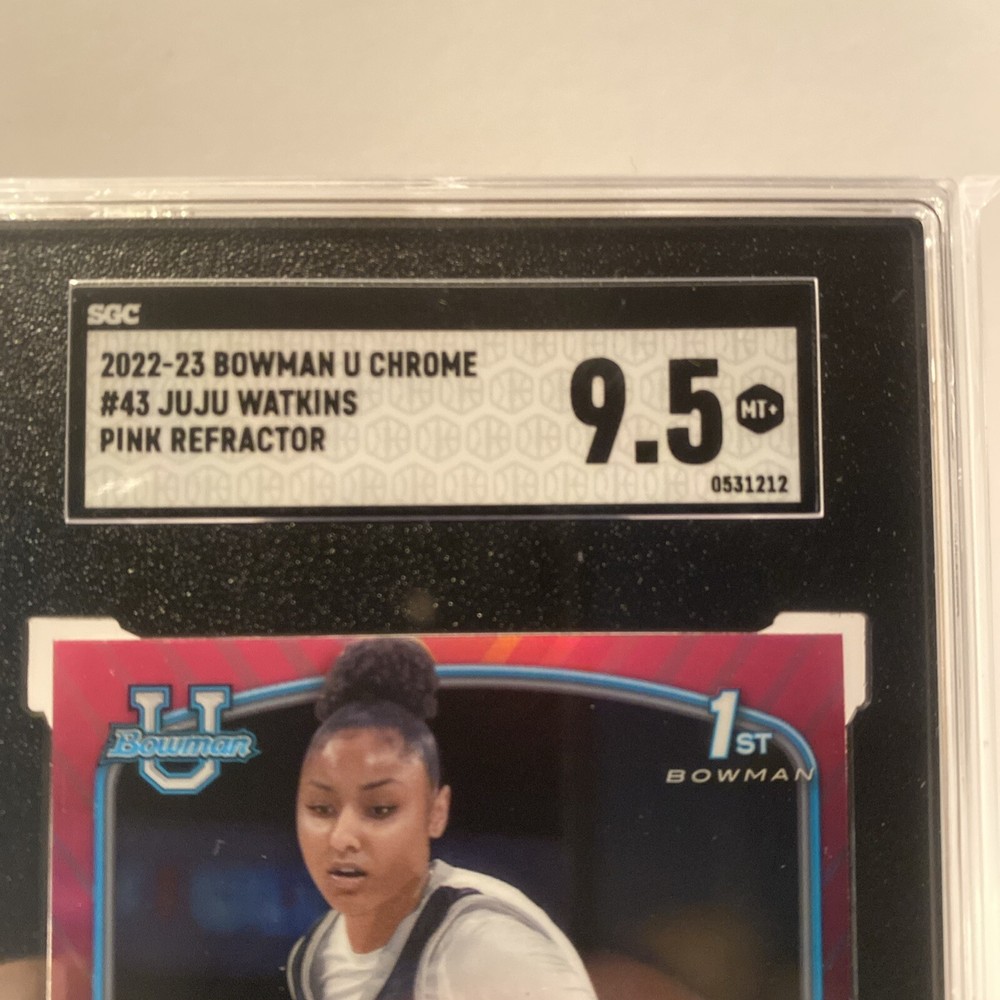 SGC
2022-23 BOWMAN U CHROME
#43 JUJU WATKINS
PINK REFRACTOR
9.5
MT+
0531212
U
Bowman
1ST
BOWMAN